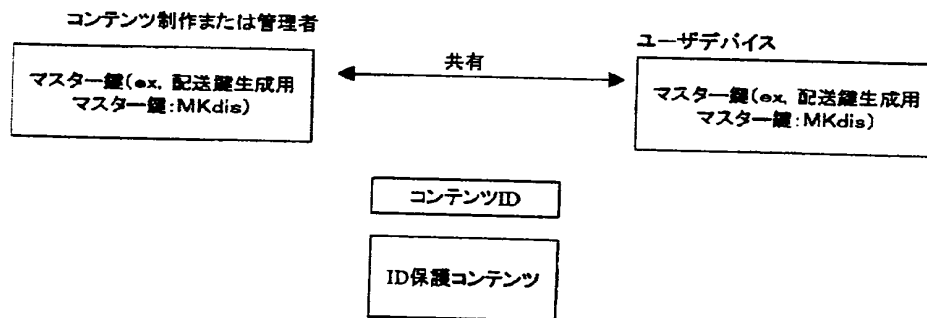 コンテンツ制作または管理者
マスター鍵(ex, 配送鍵生成用
マスター鍵:MKdis)
共有
ユーザデバイス
マスター鍵(ex, 配送鍵生成用
マスター鍵:MKdis)
コンテンツID
ID保護コンテンツ